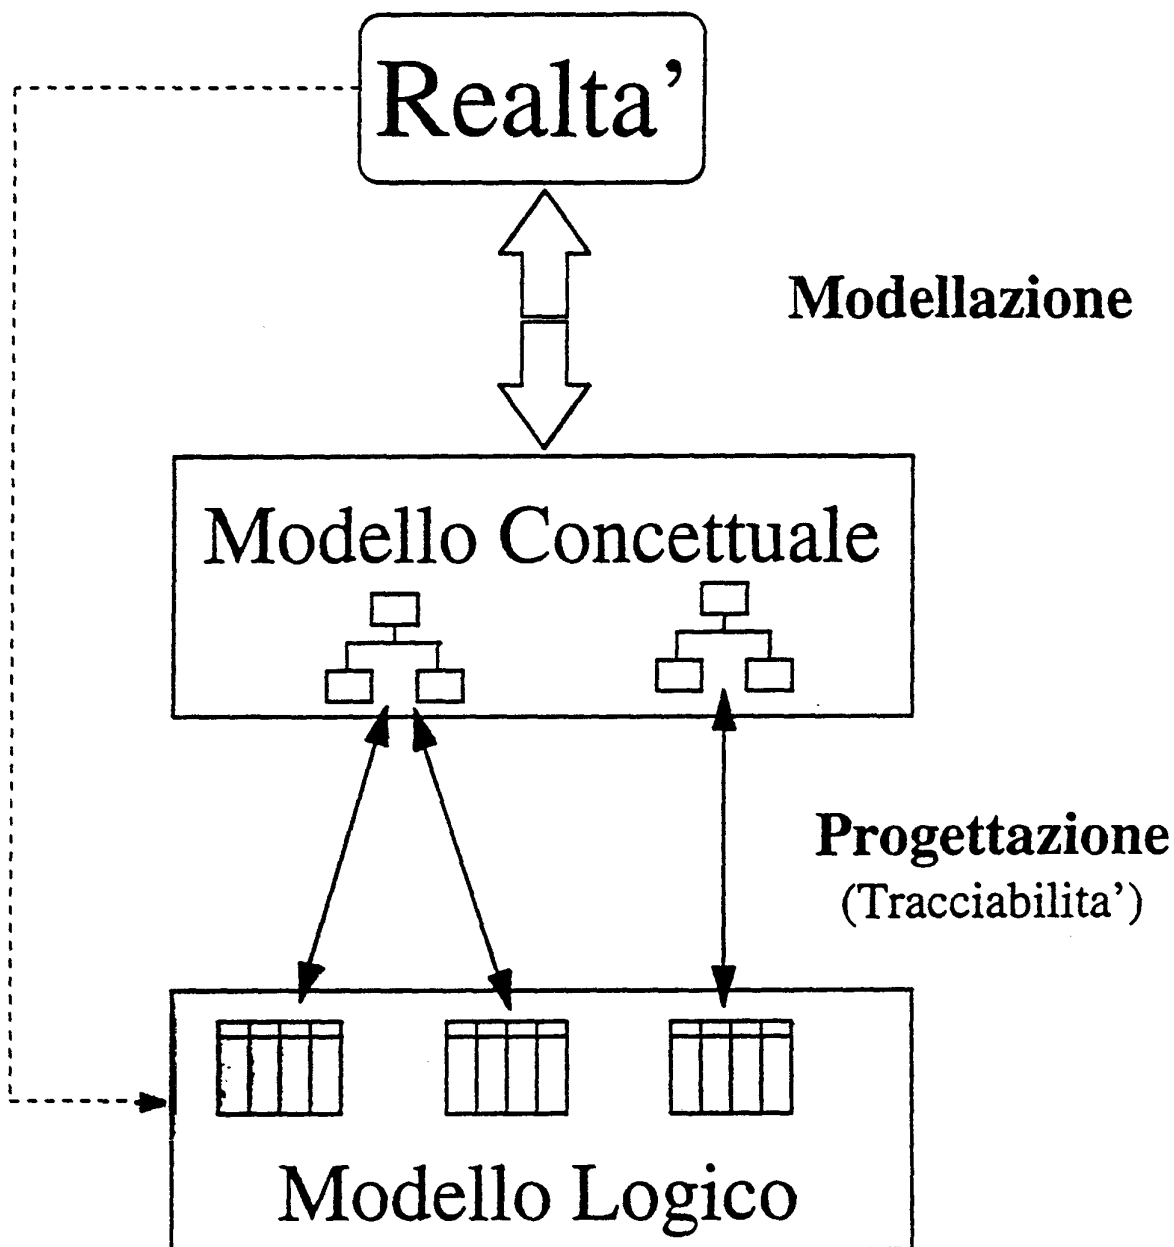 Realta’
Modellazione
Modello Concettuale
Progettazione
(Tracciabilita’)
Modello Logico